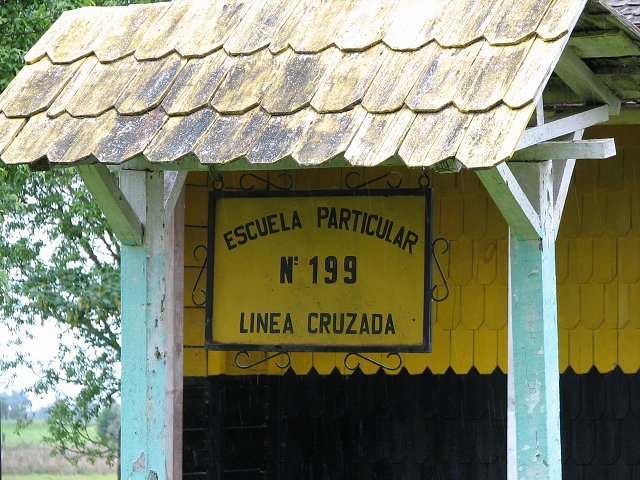 ESCUELA PARTICULAR
Nº 199
LINEA CRUZADA